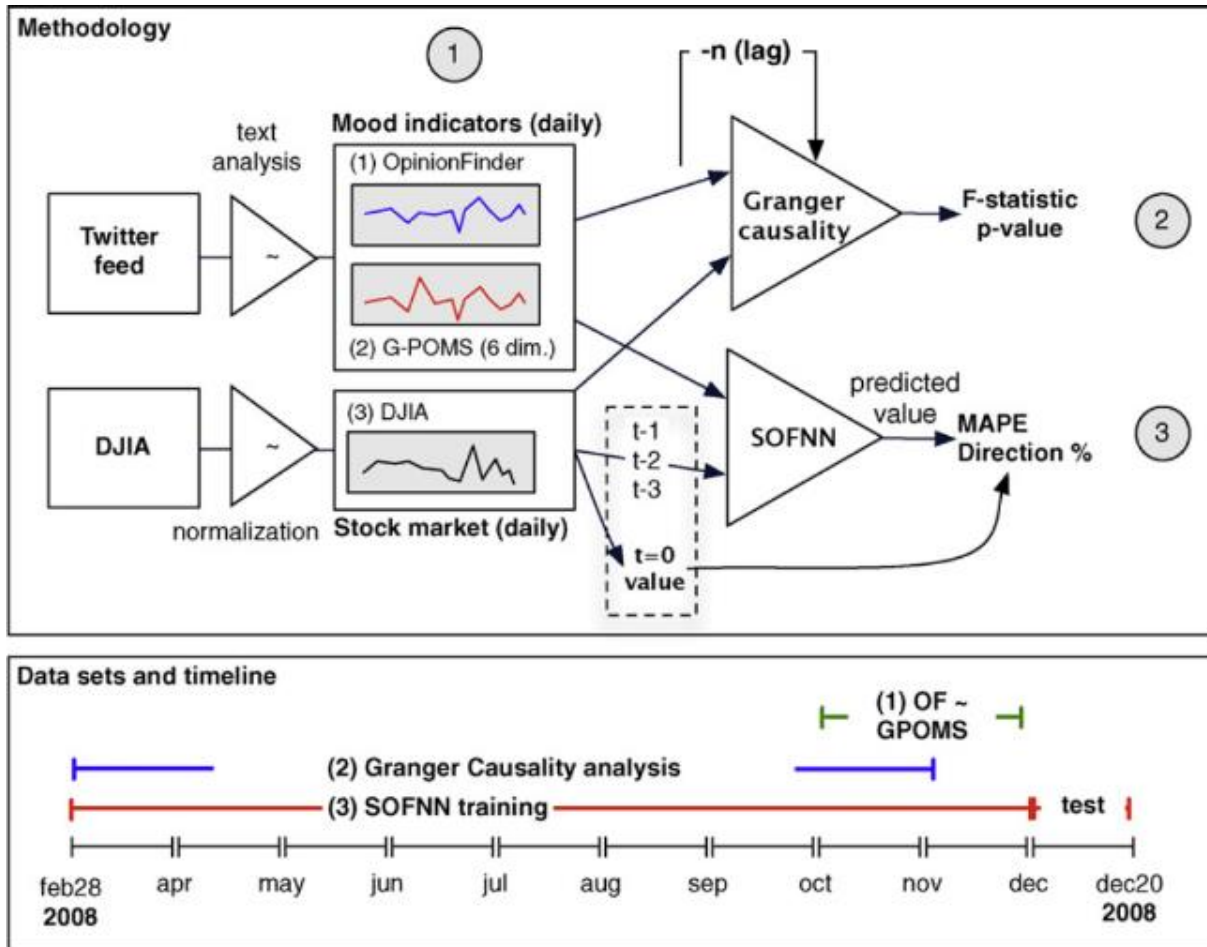 Methodology
1
-n (lag)
text
analysis
Mood indicators (daily)
(1) OpinionFinder
Twitter
feed
~
Granger
causality
F-statistic
p-value
2
(2) G-POMS (6 dim.)
DJIA
~
normalization
(3) DJIA
Stock market (daily)
t-1
t-2
t-3
t=0
value
SOFNN
predicted
value
MAPE
Direction %
3
Data sets and timeline
(1) OF ~
GPOMS
(2) Granger Causality analysis
(3) SOFNN training
test
feb28 apr may jun jul aug sep oct nov dec dec20
2008 2008